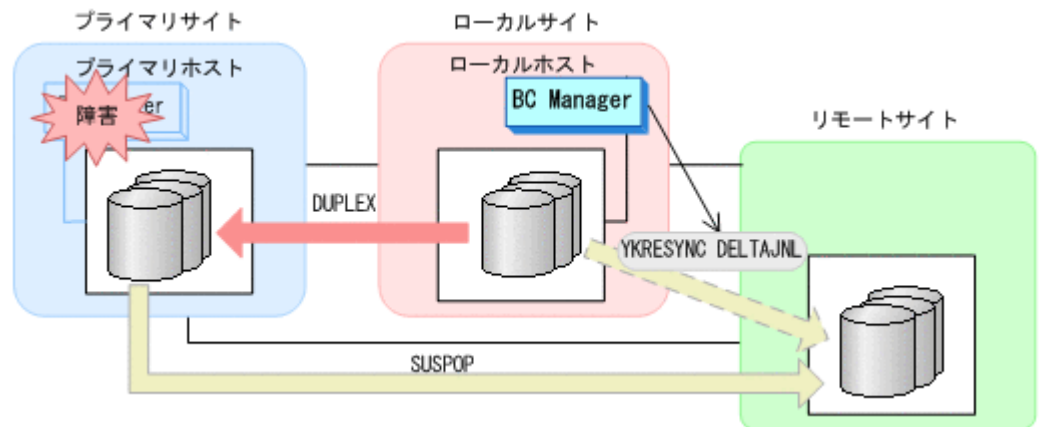 プライマリサイト
ローカルサイト
プライマリホスト
ローカルホスト
er
障害
BC Manager
リモートサイト
DUPLEX
YKRESYNC DELTAJNL
SUSPOP